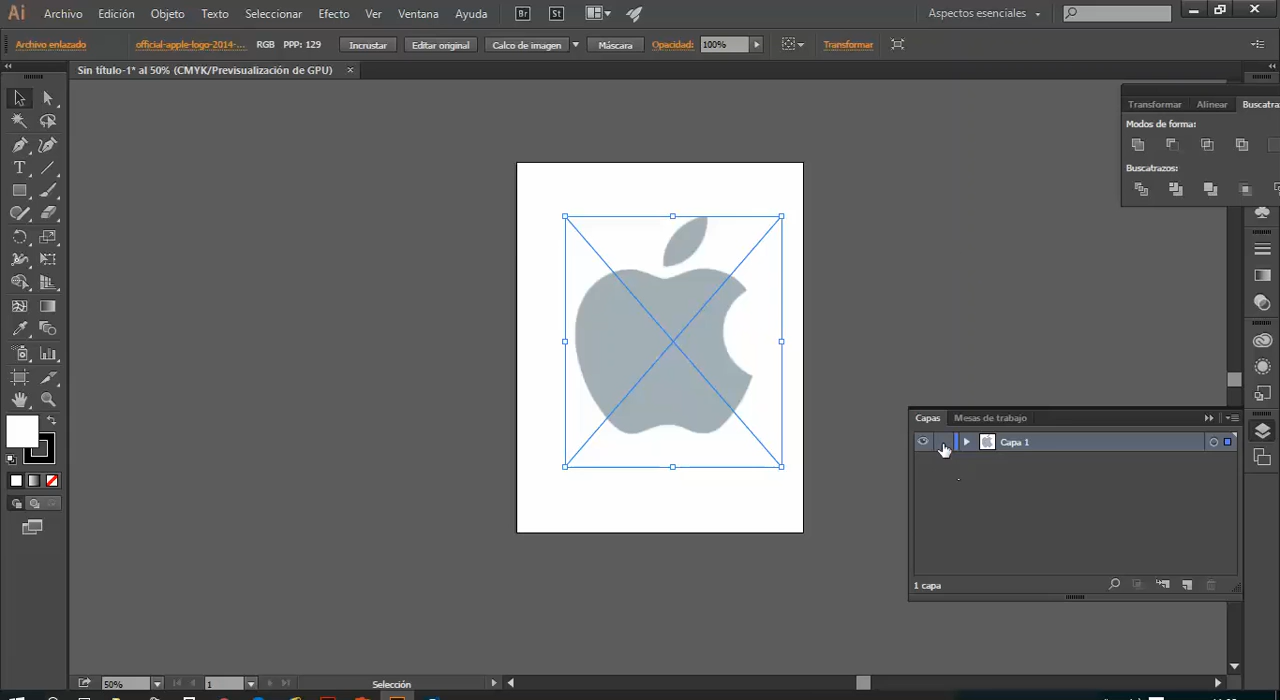 Ai Archivo Edición Objeto Texto Seleccionar Efecto Ver Ventana Ayuda Br St Aspectos esenciales
Archivo enlazado official-apple-logo-2014-... RGB PPP: 129 Incrustar Editar original Calco de imagen Máscara Opacidad: 100% Transformar
Sin título-1* al 50% (CMYK/Previsualización de GPU)
Transformar Alinear Buscatra
Modos de forma:
Buscatrazos:
T
Capas Mesas de trabajo
Capa 1
1 capa
50% 1 Selección